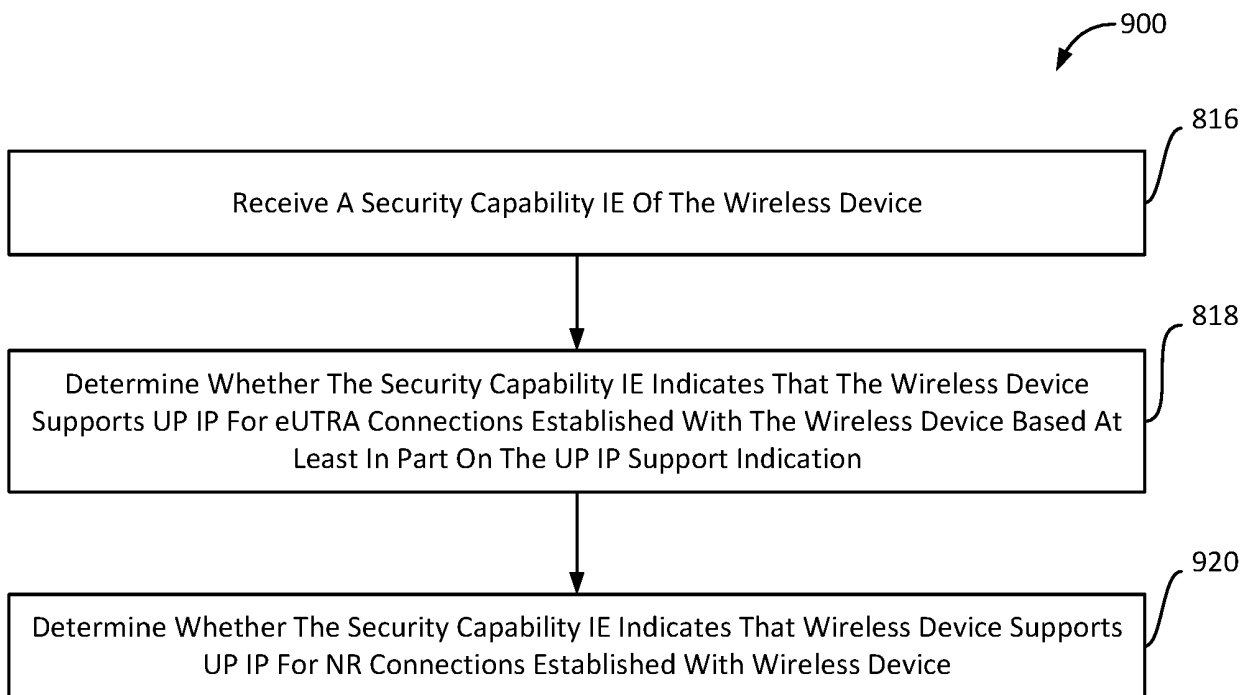 900
816
Receive A Security Capability IE Of The Wireless Device
818
Determine Whether The Security Capability IE Indicates That The Wireless Device
Supports UP IP For eUTRA Connections Established With The Wireless Device Based At
Least In Part On The UP IP Support Indication
920
Determine Whether The Security Capability IE Indicates That Wireless Device Supports
UP IP For NR Connections Established With Wireless Device